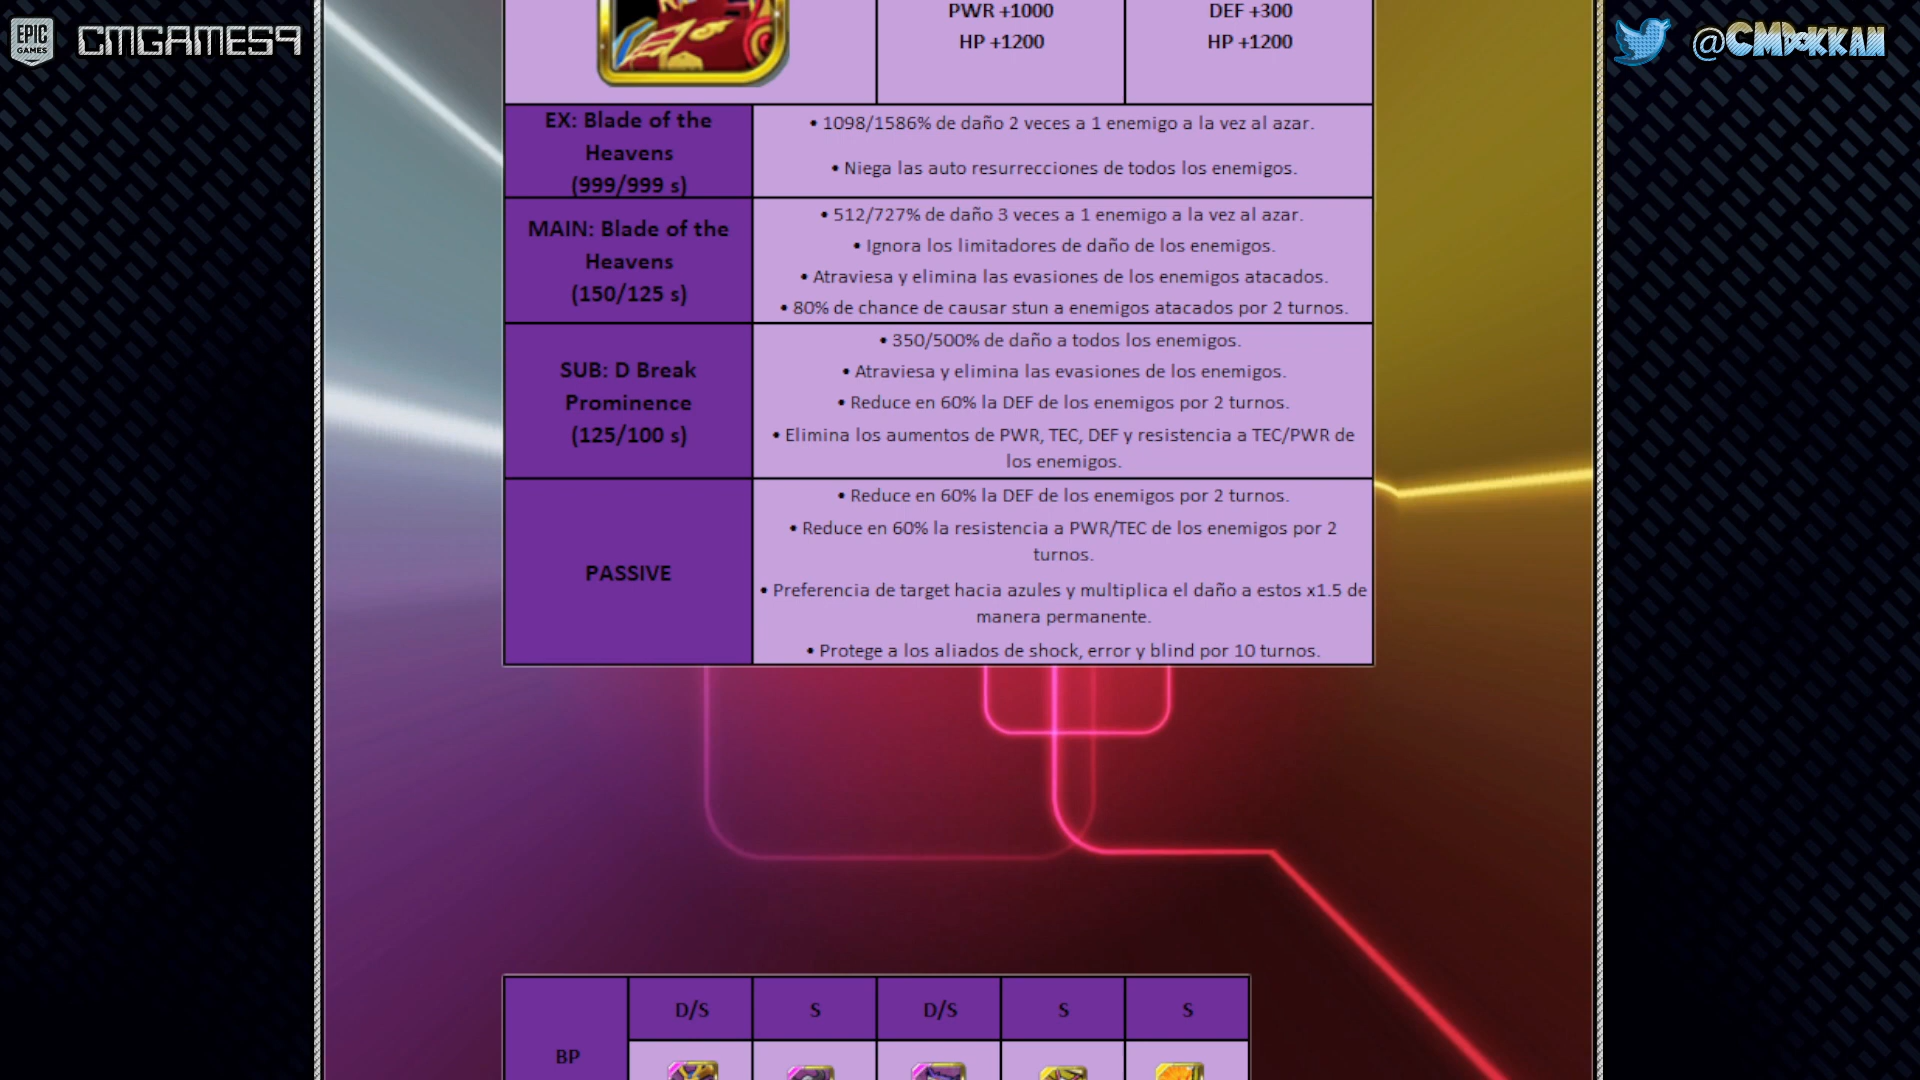 EPIC
GAMES
CMGAMES9
@CMDOKKAN
PWR +1000
HP +1200
DEF +300
HP +1200
EX: Blade of the
Heavens
(999/999 s)
• 1098/1586% de daño 2 veces a 1 enemigo a la vez al azar.
• Niega las auto resurrecciones de todos los enemigos.
MAIN: Blade of the
Heavens
(150/125 s)
• 512/727% de daño 3 veces a 1 enemigo a la vez al azar.
• Ignora los limitadores de daño de los enemigos.
• Atraviesa y elimina las evasiones de los enemigos atacados.
• 80% de chance de causar stun a enemigos atacados por 2 turnos.
SUB: D Break
Prominence
(125/100 s)
• 350/500% de daño a todos los enemigos.
• Atraviesa y elimina las evasiones de los enemigos.
• Reduce en 60% la DEF de los enemigos por 2 turnos.
• Elimina los aumentos de PWR, TEC, DEF y resistencia a TEC/PWR de
los enemigos.
PASSIVE
• Reduce en 60% la DEF de los enemigos por 2 turnos.
• Reduce en 60% la resistencia a PWR/TEC de los enemigos por 2
turnos.
• Preferencia de target hacia azules y multiplica el daño a estos x1.5 de
manera permanente.
• Protege a los aliados de shock, error y blind por 10 turnos.
BP
D/S
S
D/S
S
S